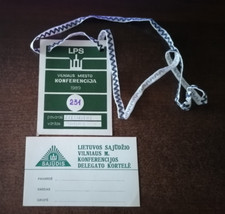 LPS
VILNIAUS MIESTO
KONFERENCIJA
1989
251
SĄJŪDIS
LIETUVOS SĄJŪDŽIO
VILNIAUS M.
KONFERENCIJOS
DELEGATO KORTELĖ